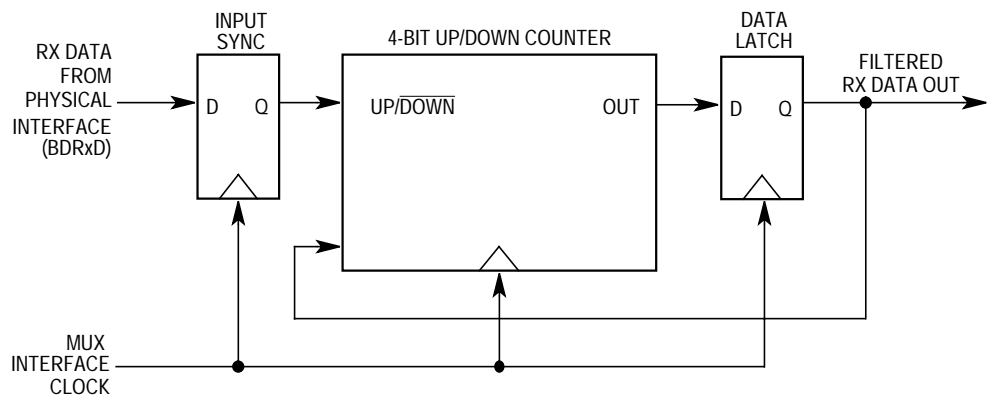 INPUT
SYNC
4-BIT UP/DOWN COUNTER
DATA
LATCH
RX DATA
FROM
PHYSICAL
INTERFACE
(BDRxD)
D Q
UP/DOWN
OUT
D Q
FILTERED
RX DATA OUT
MUX
INTERFACE
CLOCK